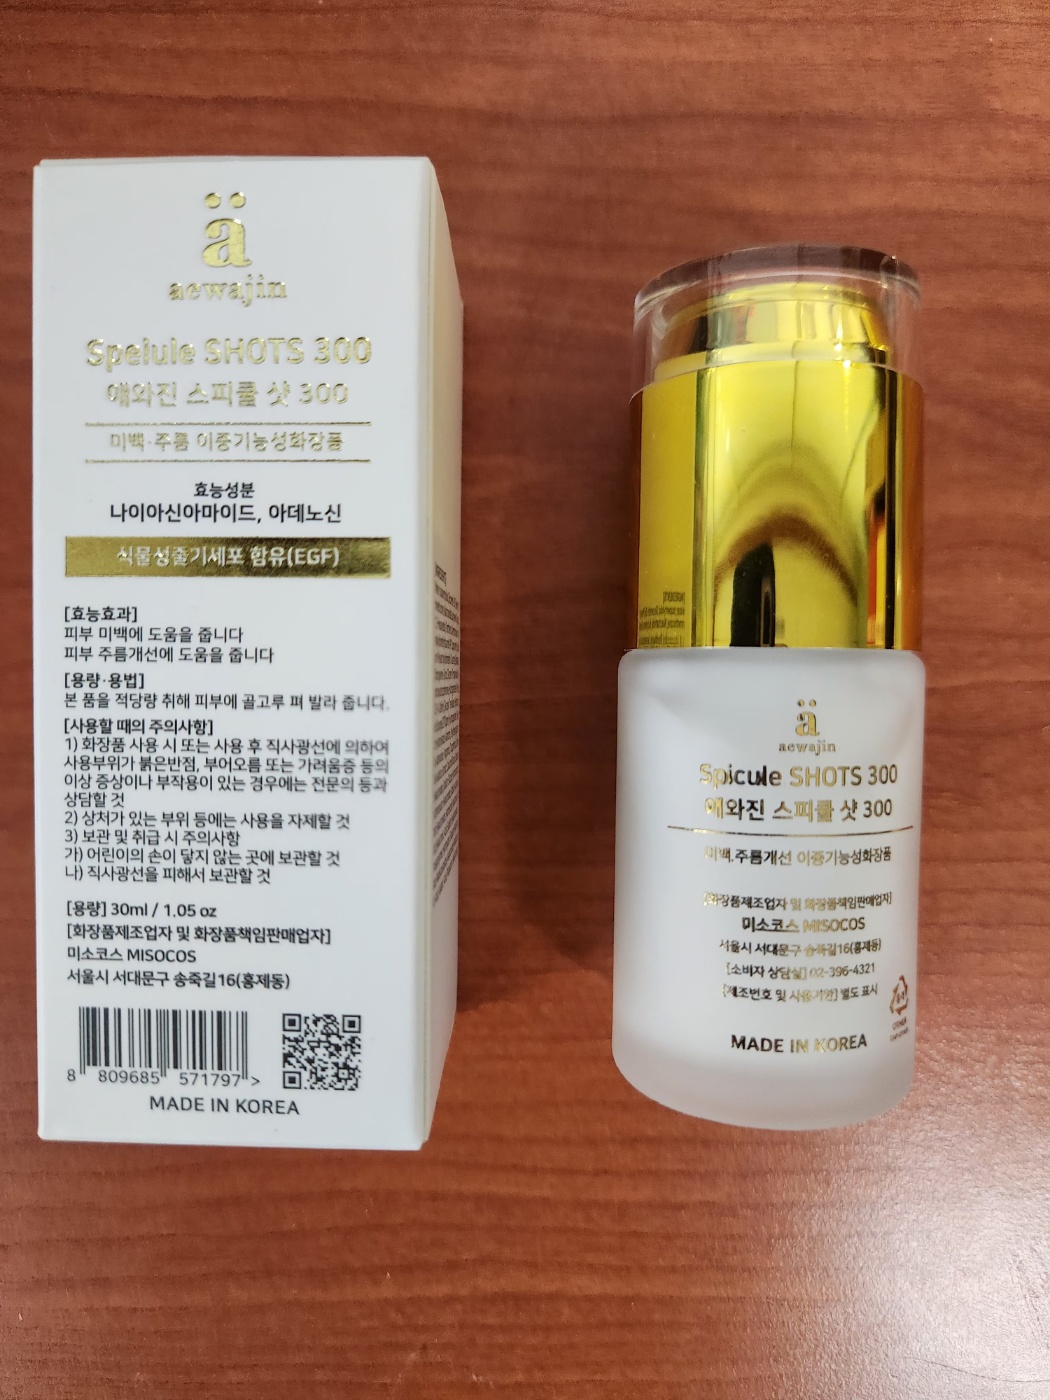 ä
aewajin
Speiule SHOTS 300
애와진 스피큘 샷 300
미백·주름 이중기능성화장품
효능성분
나이아신아마이드, 아데노신
식물성줄기세포 함유(EGF)
[효능효과]
피부 미백에 도움을 줍니다
피부 주름개선에 도움을 줍니다
[용량·용법]
본 품을 적당량 취해 피부에 골고루 펴 발라 줍니다.
[사용할 때의 주의사항]
1) 화장품 사용 시 또는 사용 후 직사광선에 의하여
사용부위가 붉은반점, 부어오름 또는 가려움증 등의
이상 증상이나 부작용이 있는 경우에는 전문의 등과
상담할 것
2) 상처가 있는 부위 등에는 사용을 자제할 것
3) 보관 및 취급 시 주의사항
가) 어린이의 손이 닿지 않는 곳에 보관할 것
나) 직사광선을 피해서 보관할 것
[용량] 30ml / 1.05 oz
[화장품제조업자 및 화장품책임판매업자]
미소코스 MISOCOS
서울시 서대문구 송죽길16(홍제동)
8 809685 571797 >
MADE IN KOREA
ä
aewajin
Spicule SHOTS 300
애와진 스피큘 샷 300
미백.주름개선 이중기능성화장품
[화장품제조업자 및 화장품책임판매업자]
미소코스 MISOCOS
서울시 서대문구 송죽길16(홍제동)
[소비자 상담실] 02-396-4321
[제조번호 및 사용기한] 별도 표시
MADE IN KOREA